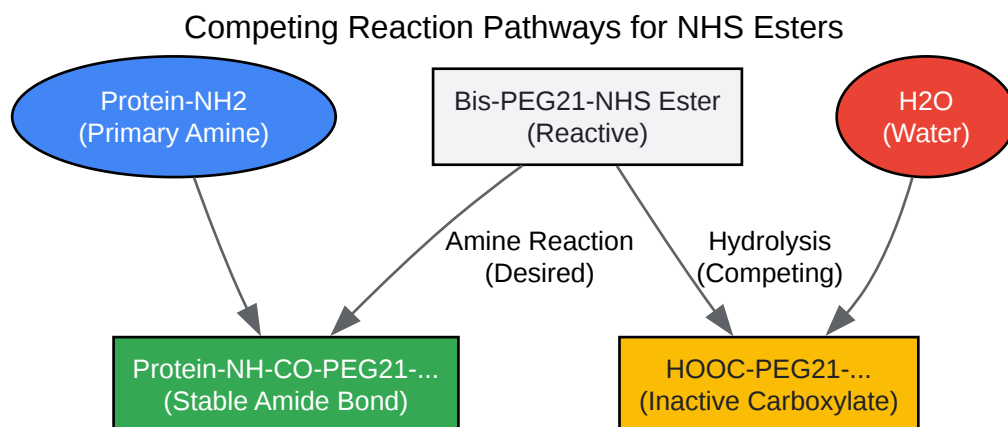 Competing Reaction Pathways for NHS Esters
Protein-NH2
(Primary Amine)
Bis-PEG21-NHS Ester
(Reactive)
H2O
(Water)
Amine Reaction
(Desired)
Hydrolysis
(Competing)
Protein-NH-CO-PEG21-...
(Stable Amide Bond)
HOOC-PEG21-...
(Inactive Carboxylate)